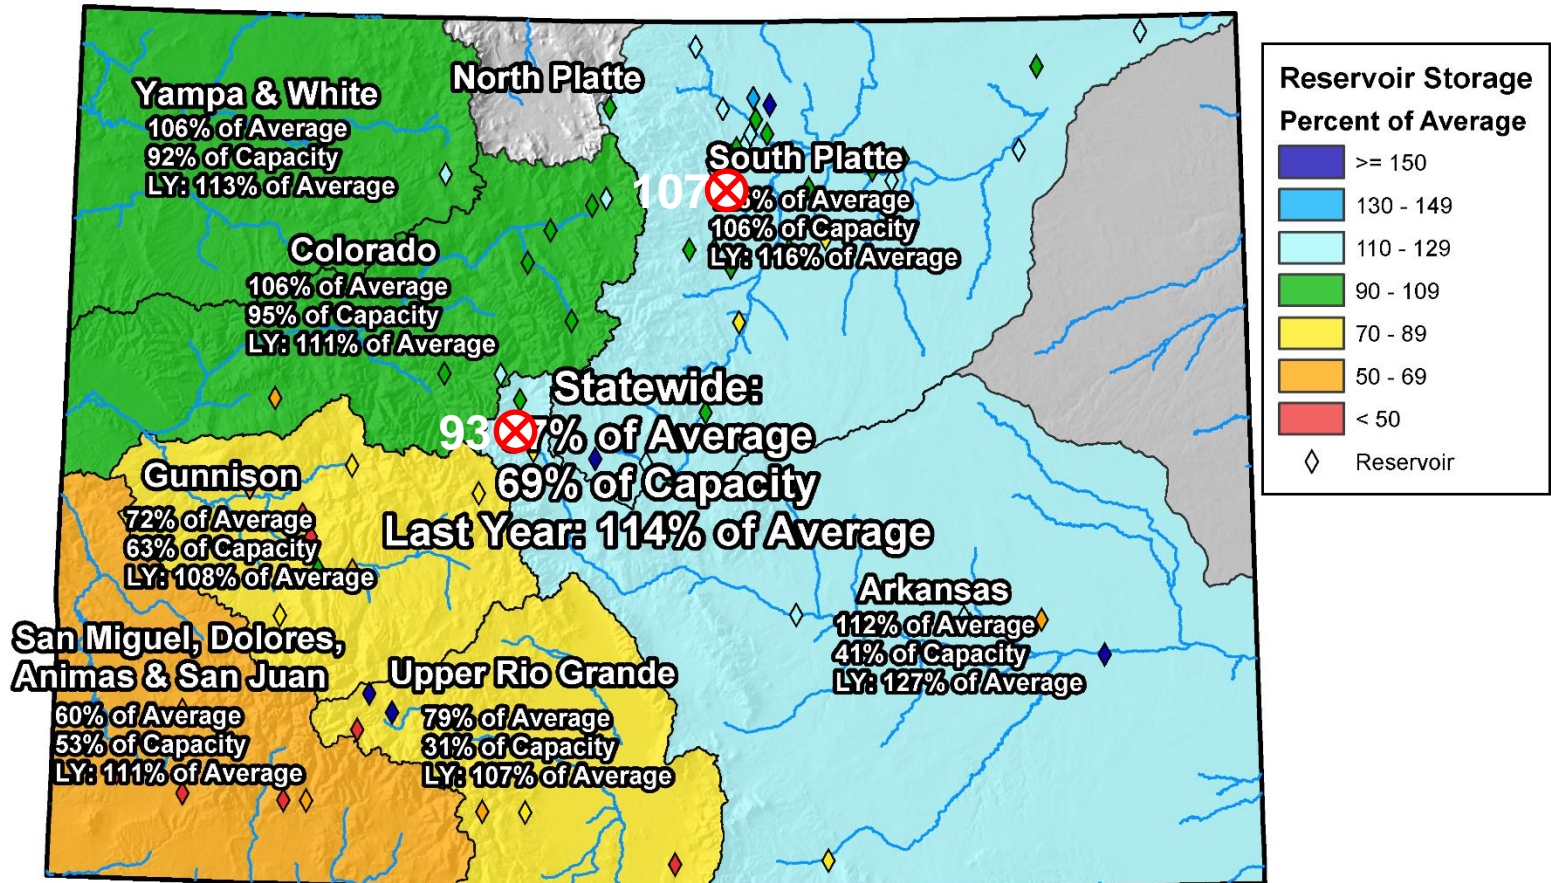 Yampa & White
106% of Average
92% of Capacity
LY: 113% of Average
North Platte
South Platte
107
% of Average
106% of Capacity
LY: 116% of Average
Colorado
106% of Average
95% of Capacity
LY: 111% of Average
Statewide:
93
7% of Average
69% of Capacity
Last Year: 114% of Average
Gunnison
72% of Average
63% of Capacity
LY: 108% of Average
San Miguel, Dolores,
Animas & San Juan
60% of Average
53% of Capacity
LY: 111% of Average
Upper Rio Grande
79% of Average
31% of Capacity
LY: 107% of Average
Arkansas
112% of Average
41% of Capacity
LY: 127% of Average
Reservoir Storage
Percent of Average
>= 150
130 - 149
110 - 129
90 - 109
70 - 89
50 - 69
< 50
Reservoir